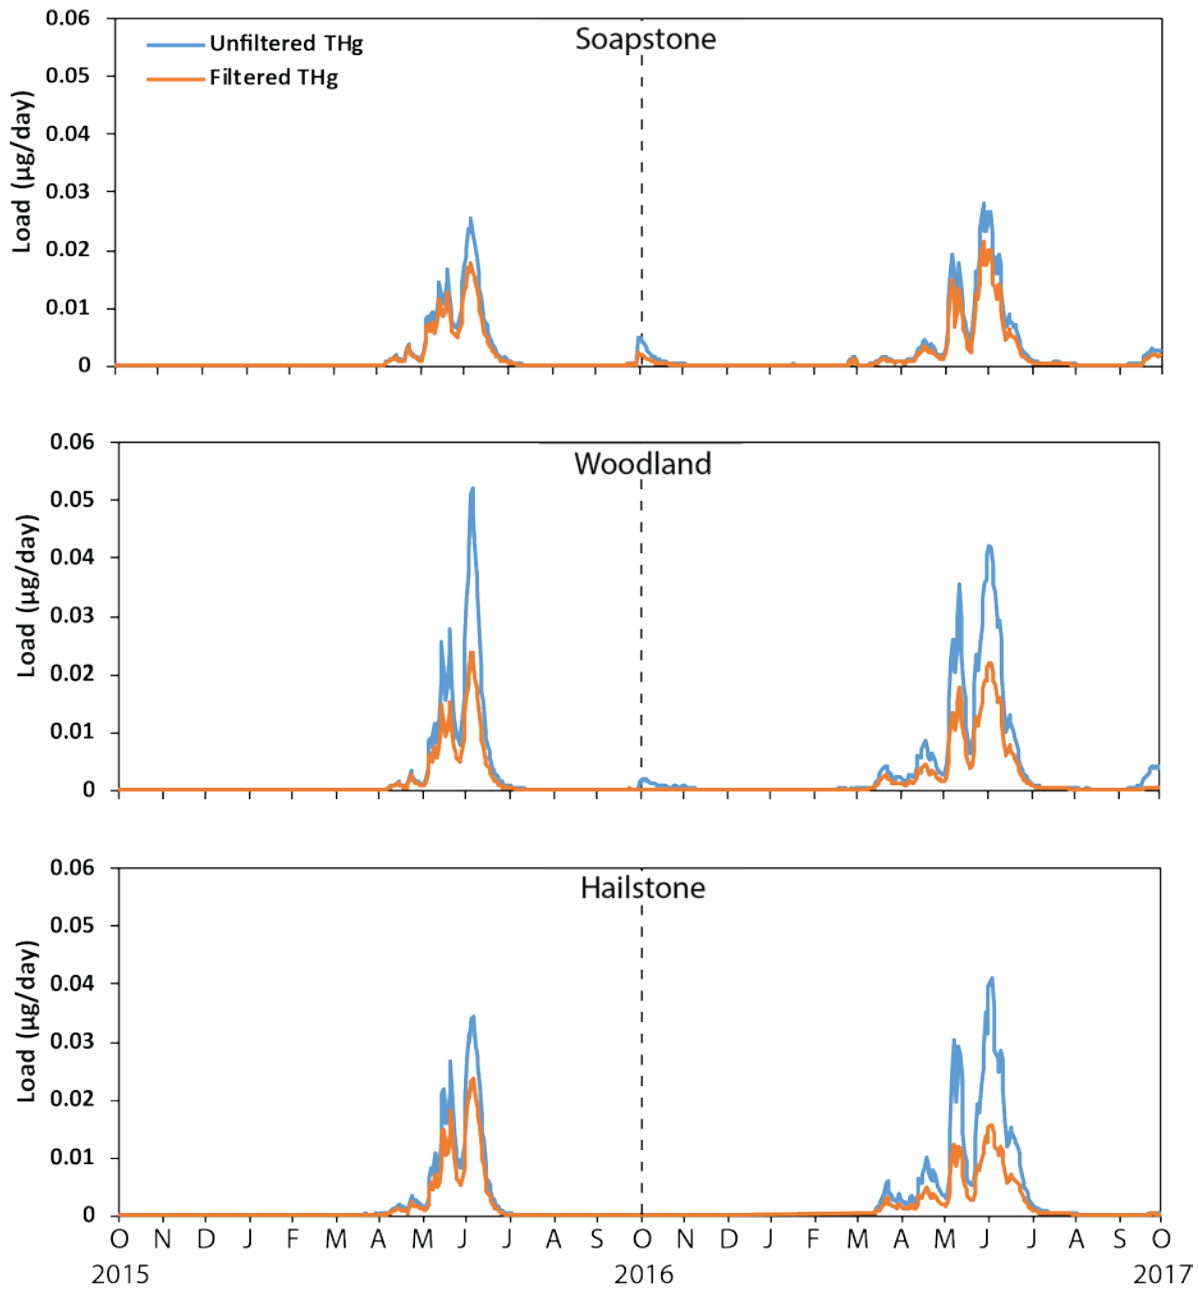 Soapstone
Unfiltered THg
Filtered THg
Load (µg/day)
0.06
0.05
0.04
0.03
0.02
0.01
0
Woodland
Load (µg/day)
0.06
0.05
0.04
0.03
0.02
0.01
0
Hailstone
Load (µg/day)
0.06
0.05
0.04
0.03
0.02
0.01
0
O N D J F M A M J J A S O N D J F M A M J J A S O
2015 2016 2017